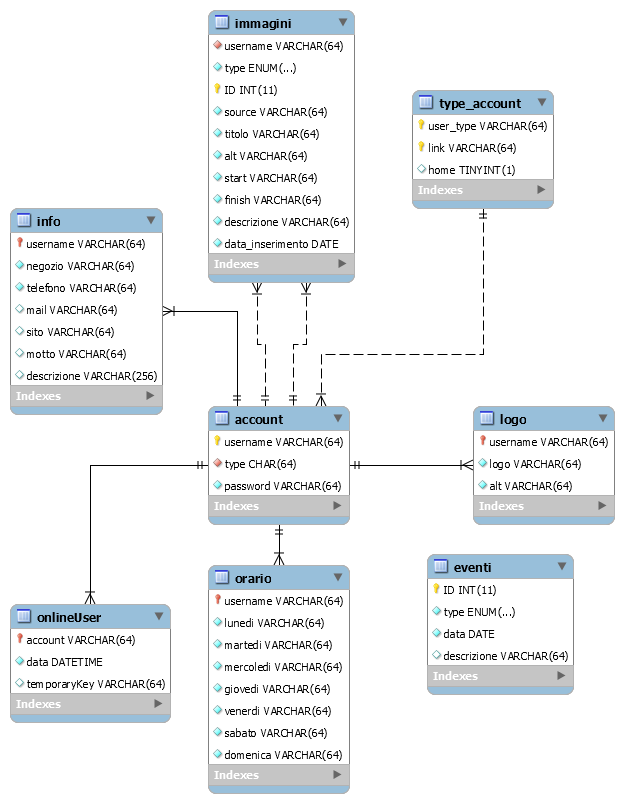 immagini
username VARCHAR(64)
type ENUM(...)
ID INT(11)
source VARCHAR(64)
titolo VARCHAR(64)
alt VARCHAR(64)
start VARCHAR(64)
finish VARCHAR(64)
descrizione VARCHAR(64)
data_inserimento DATE
Indexes
type_account
user_type VARCHAR(64)
link VARCHAR(64)
home TINYINT(1)
Indexes
info
username VARCHAR(64)
negozio VARCHAR(64)
telefono VARCHAR(64)
mail VARCHAR(64)
sito VARCHAR(64)
motto VARCHAR(64)
descrizione VARCHAR(256)
Indexes
account
username VARCHAR(64)
type CHAR(64)
password VARCHAR(64)
Indexes
logo
username VARCHAR(64)
logo VARCHAR(64)
alt VARCHAR(64)
Indexes
onlineUser
account VARCHAR(64)
data DATETIME
temporaryKey VARCHAR(64)
Indexes
orario
username VARCHAR(64)
lunedi VARCHAR(64)
martedi VARCHAR(64)
mercoledi VARCHAR(64)
giovedi VARCHAR(64)
venerdi VARCHAR(64)
sabato VARCHAR(64)
domenica VARCHAR(64)
Indexes
eventi
ID INT(11)
type ENUM(...)
data DATE
descrizione VARCHAR(64)
Indexes